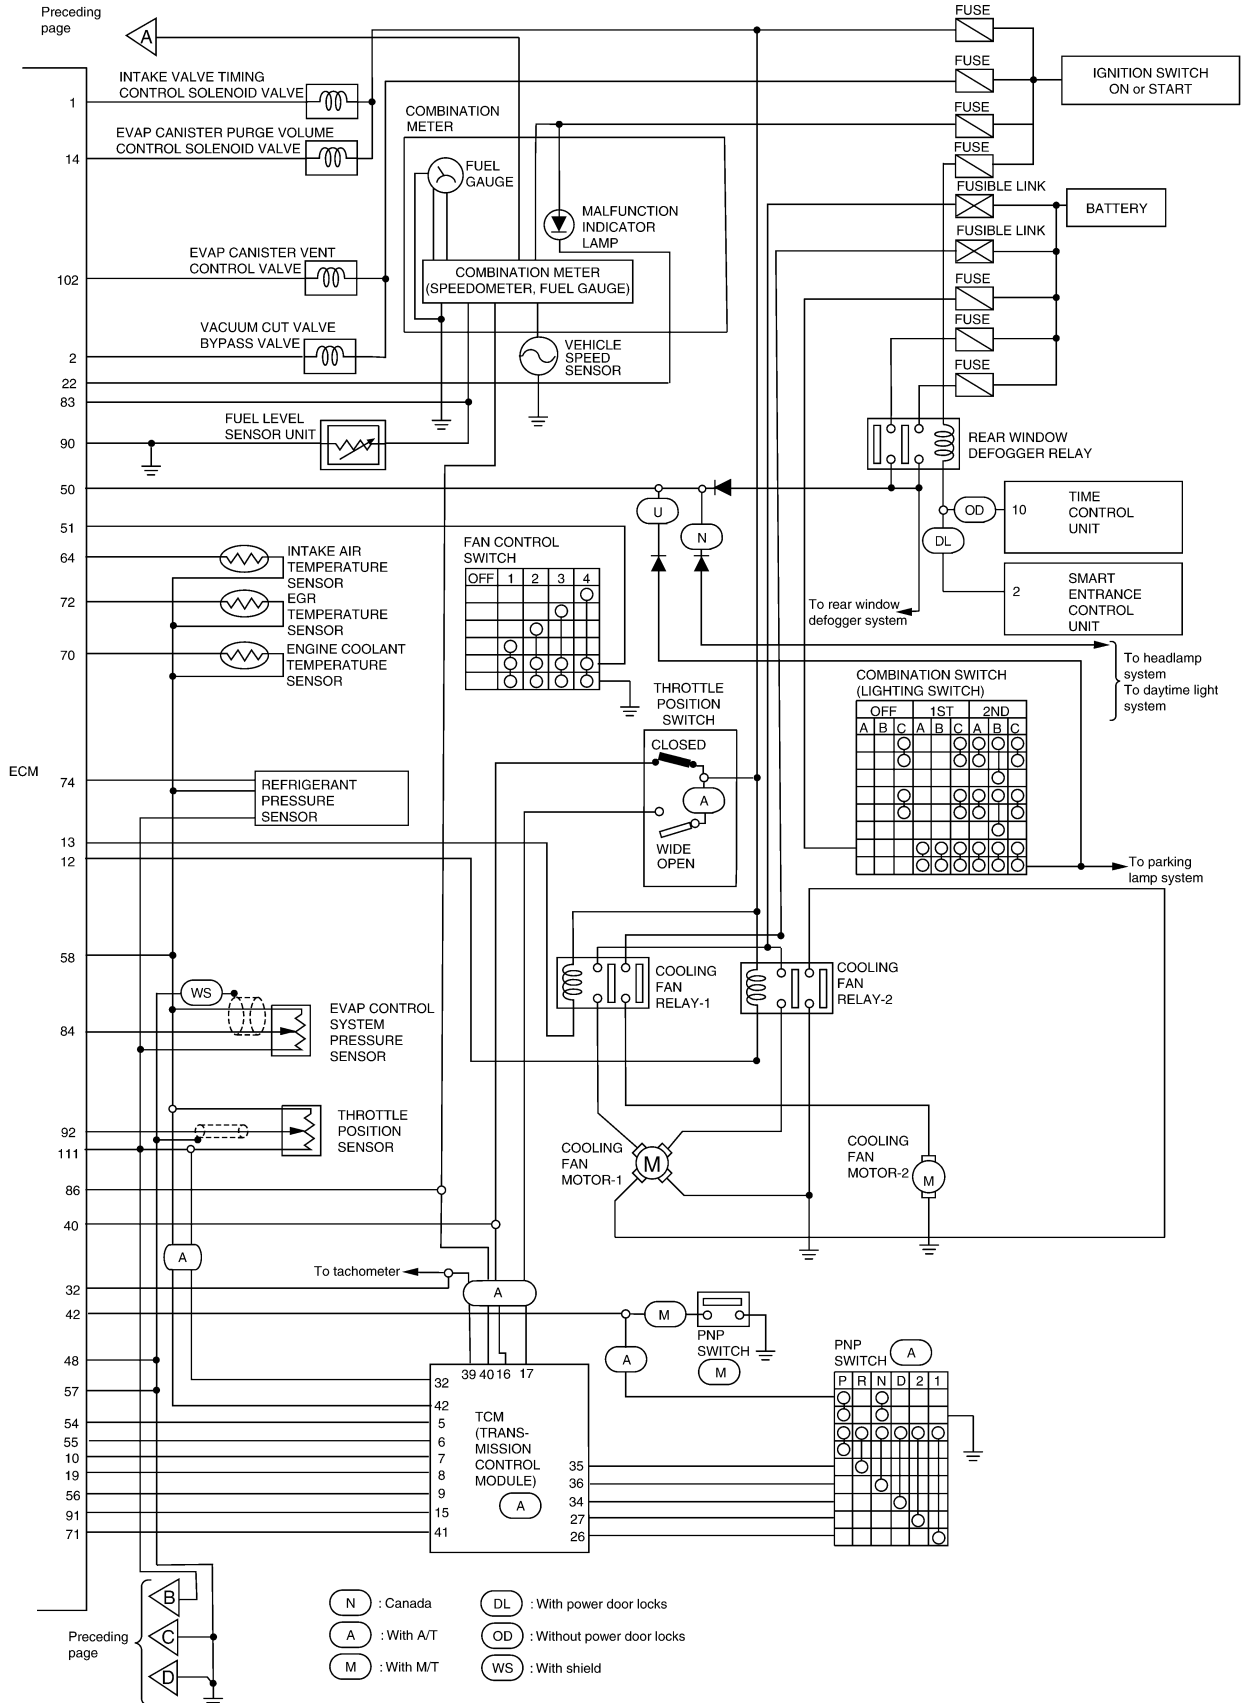 Preceding
page
A
FUSE
FUSE
FUSE
FUSE
FUSIBLE LINK
FUSIBLE LINK
FUSE
FUSE
FUSE
IGNITION SWITCH
ON or START
BATTERY
1
INTAKE VALVE TIMING
CONTROL SOLENOID VALVE
14
EVAP CANISTER PURGE VOLUME
CONTROL SOLENOID VALVE
COMBINATION
METER
FUEL
GAUGE
MALFUNCTION
INDICATOR
LAMP
102
EVAP CANISTER VENT
CONTROL VALVE
COMBINATION METER
(SPEEDOMETER, FUEL GAUGE)
2
VACUUM CUT VALVE
BYPASS VALVE
VEHICLE
SPEED
SENSOR
22
83
90
FUEL LEVEL
SENSOR UNIT
REAR WINDOW
DEFOGGER RELAY
50
U
N
OD
10
TIME
CONTROL
UNIT
DL
2
SMART
ENTRANCE
CONTROL
UNIT
To rear window
defogger system
51
64
INTAKE AIR
TEMPERATURE
SENSOR
72
EGR
TEMPERATURE
SENSOR
70
ENGINE COOLANT
TEMPERATURE
SENSOR
FAN CONTROL
SWITCH
OFF 1 2 3 4
To headlamp
system
To daytime light
system
COMBINATION SWITCH
(LIGHTING SWITCH)
OFF 1ST 2ND
A B C A B C A B C
To parking
lamp system
THROTTLE
POSITION
SWITCH
CLOSED
A
WIDE
OPEN
ECM
74
REFRIGERANT
PRESSURE
SENSOR
13
12
58
COOLING
FAN
RELAY-1
COOLING
FAN
RELAY-2
WS
84
EVAP CONTROL
SYSTEM
PRESSURE
SENSOR
92
111
THROTTLE
POSITION
SENSOR
COOLING
FAN
MOTOR-1
M
COOLING
FAN
MOTOR-2
M
86
40
A
To tachometer
A
32
42
M
PNP
SWITCH
M
A
PNP
SWITCH
A
P R N D 2 1
48
57
54
55
10
19
56
91
71
39 40 16 17
32
42
5
6
7
8
9
15
41
TCM
(TRANS-
MISSION
CONTROL
MODULE)
A
35
36
34
27
26
B
C
D
Preceding
page
N : Canada
A : With A/T
M : With M/T
DL : With power door locks
OD : Without power door locks
WS : With shield